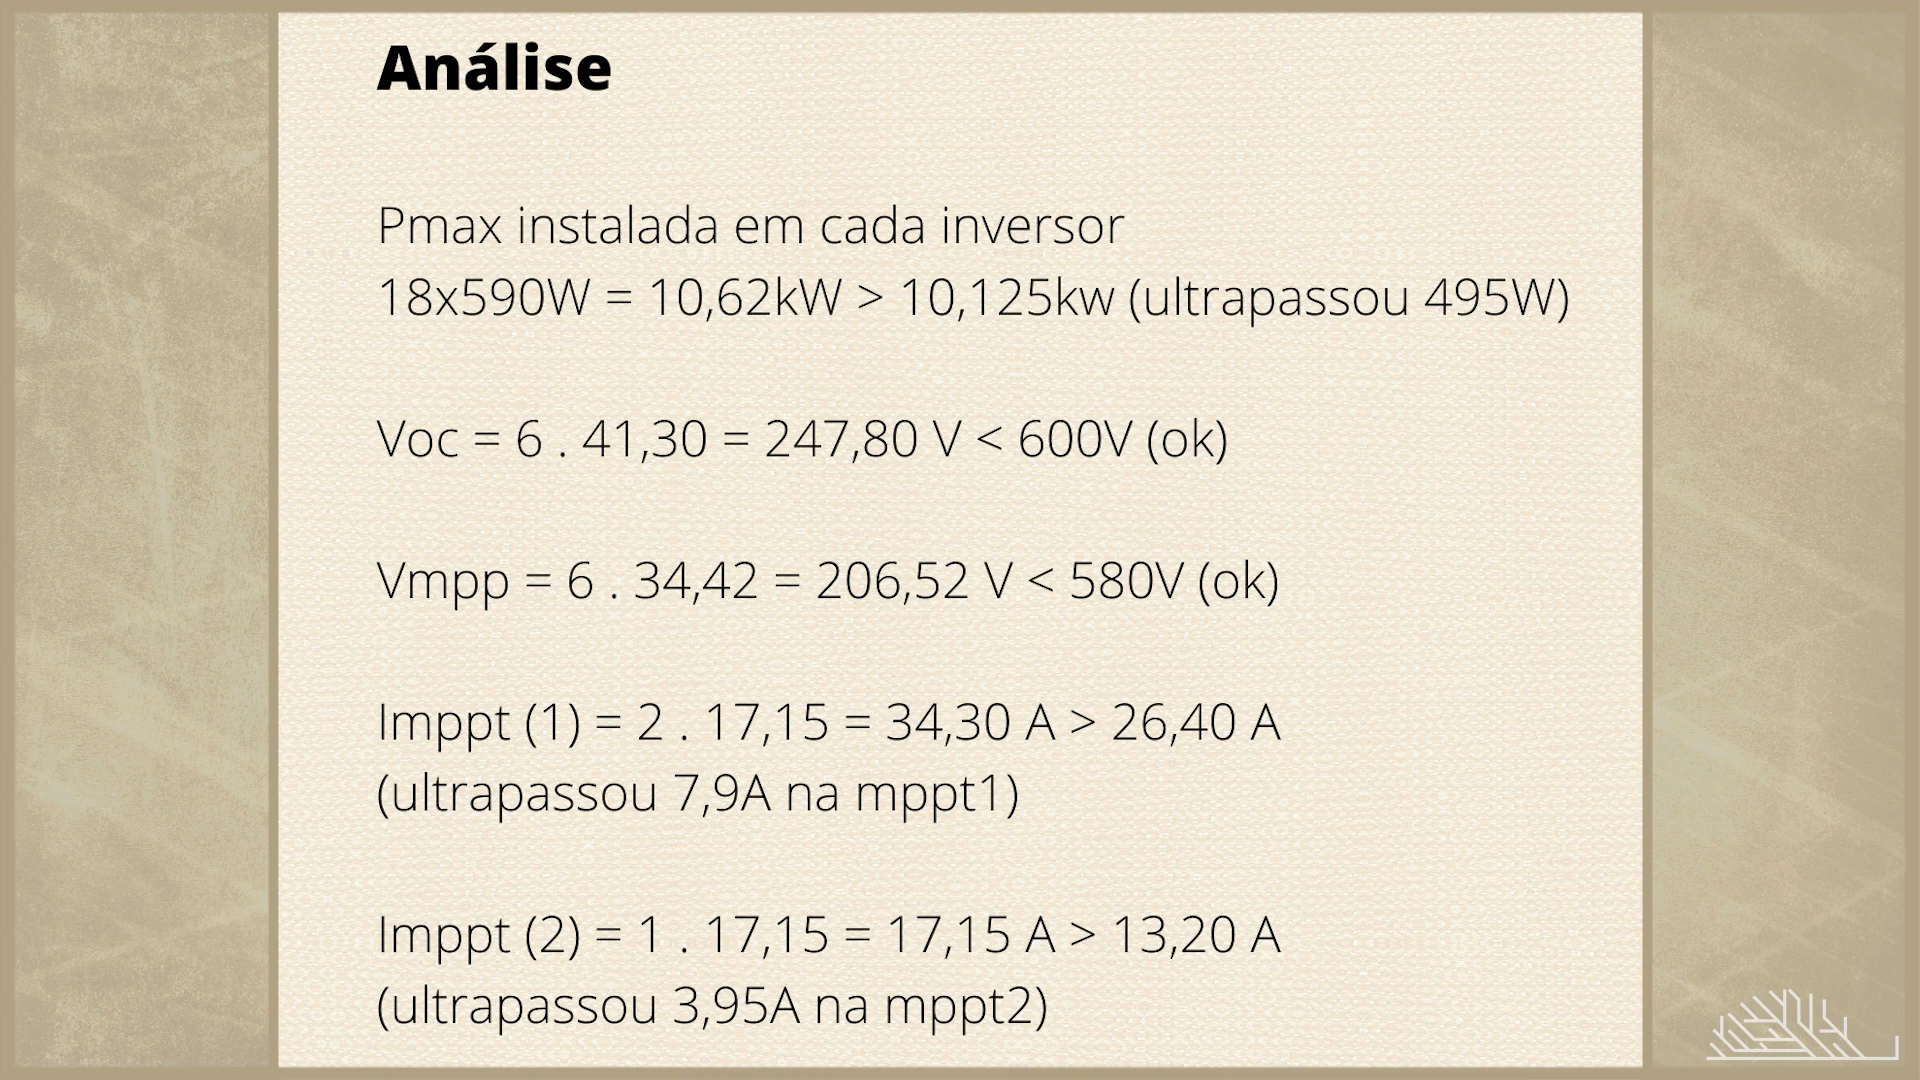 Análise
Pmax instalada em cada inversor
18x590W = 10,62kW > 10,125kw (ultrapassou 495W)
Voc = 6 . 41,30 = 247,80 V < 600V (ok)
Vmpp = 6 . 34,42 = 206,52 V < 580V (ok)
Imppt (1) = 2 . 17,15 = 34,30 A > 26,40 A
(ultrapassou 7,9A na mppt1)
Imppt (2) = 1 . 17,15 = 17,15 A > 13,20 A
(ultrapassou 3,95A na mppt2)